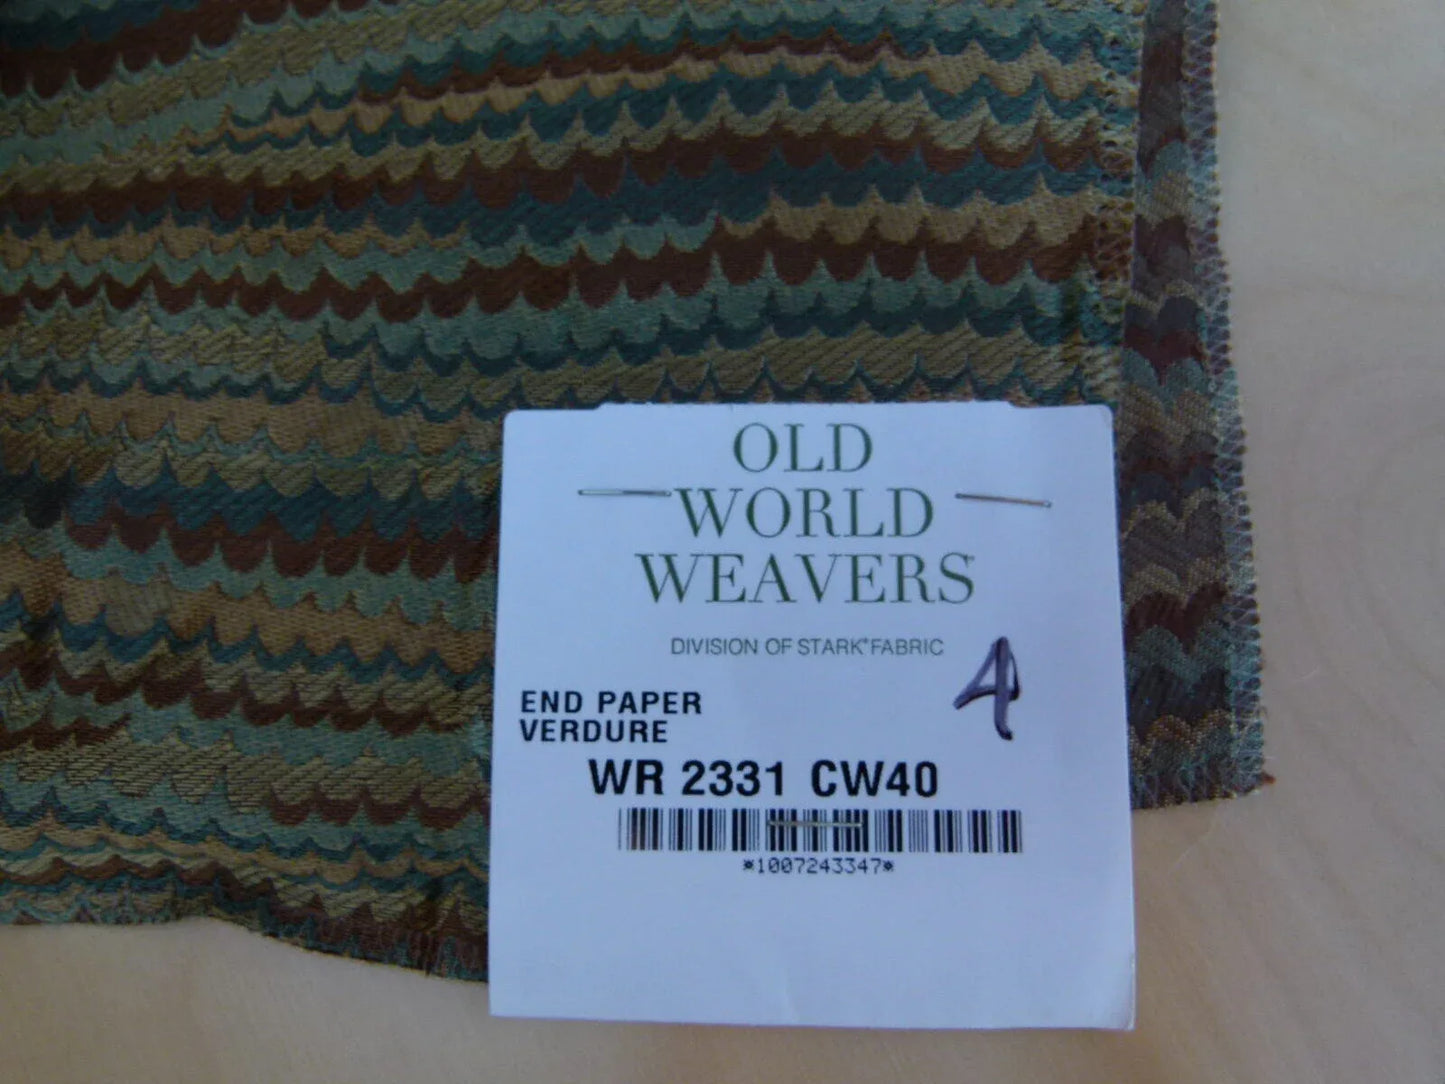 OLD
WORLD
WEAVERS
DIVISION OF STARK®FABRIC
4
END PAPER
VERDURE
WR 2331 CW40
*1007243347*